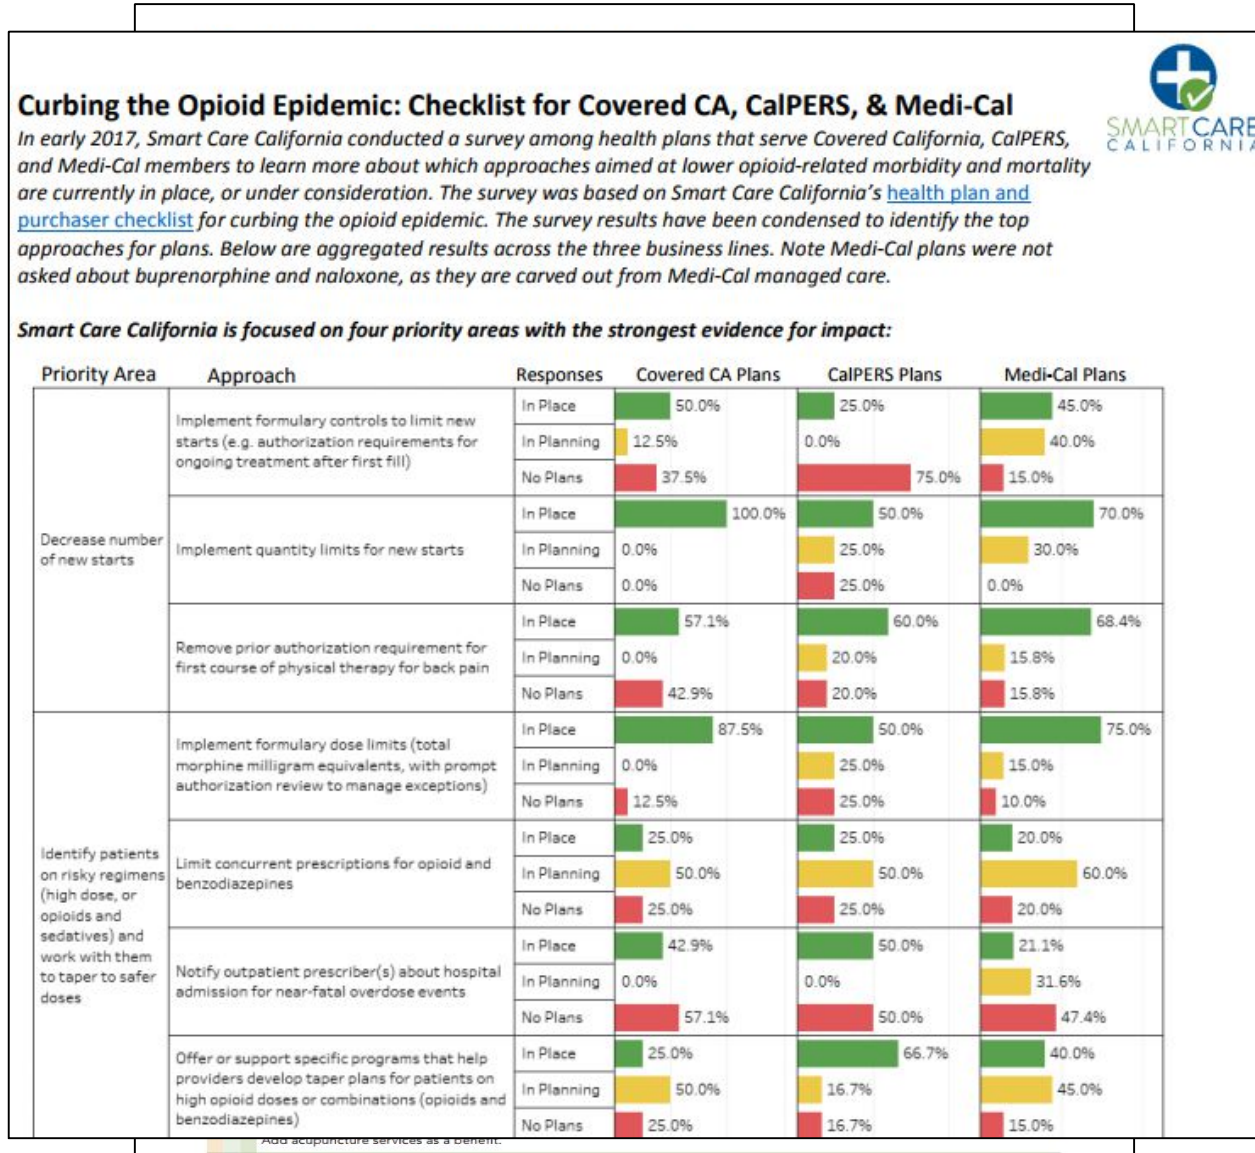 SMARTCARE
CALIFORNIA
Curbing the Opioid Epidemic: Checklist for Covered CA, CalPERS, & Medi-Cal
In early 2017, Smart Care California conducted a survey among health plans that serve Covered California, CalPERS,
and Medi-Cal members to learn more about which approaches aimed at lower opioid-related morbidity and mortality
are currently in place, or under consideration. The survey was based on Smart Care California's health plan and
purchaser checklist for curbing the opioid epidemic. The survey results have been condensed to identify the top
approaches for plans. Below are aggregated results across the three business lines. Note Medi-Cal plans were not
asked about buprenorphine and naloxone, as they are carved out from Medi-Cal managed care.
Smart Care California is focused on four priority areas with the strongest evidence for impact:
Priority Area Approach Responses Covered CA Plans CalPERS Plans Medi-Cal Plans
Decrease number
of new starts
Implement formulary controls to limit new
starts (e.g. authorization requirements for
ongoing treatment after first fill)
In Place 50.0% 25.0% 45.0%
In Planning 12.5% 0.0% 40.0%
No Plans 37.5% 75.0% 15.0%
Implement quantity limits for new starts
In Place 100.0% 50.0% 70.0%
In Planning 0.0% 25.0% 30.0%
No Plans 0.0% 25.0% 0.0%
Remove prior authorization requirement for
first course of physical therapy for back pain
In Place 57.1% 60.0% 68.4%
In Planning 0.0% 20.0% 15.8%
No Plans 42.9% 20.0% 15.8%
Identify patients
on risky regimens
(high dose, or
opioids and
sedatives) and
work with them
to taper to safer
doses
Implement formulary dose limits (total
morphine milligram equivalents, with prompt
authorization review to manage exceptions)
In Place 87.5% 50.0% 75.0%
In Planning 0.0% 25.0% 15.0%
No Plans 12.5% 25.0% 10.0%
Limit concurrent prescriptions for opioid and
benzodiazepines
In Place 25.0% 25.0% 20.0%
In Planning 50.0% 50.0% 60.0%
No Plans 25.0% 25.0% 20.0%
Notify outpatient prescriber(s) about hospital
admission for near-fatal overdose events
In Place 42.9% 50.0% 21.1%
In Planning 0.0% 0.0% 31.6%
No Plans 57.1% 50.0% 47.4%
Offer or support specific programs that help
providers develop taper plans for patients on
high opioid doses or combinations (opioids and
benzodiazepines)
In Place 25.0% 66.7% 40.0%
In Planning 50.0% 16.7% 45.0%
No Plans 25.0% 16.7% 15.0%
Add acupuncture services as a benefit.